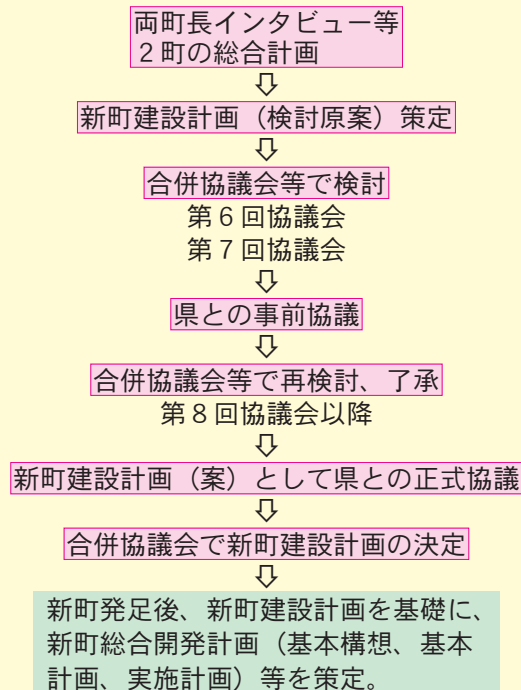 両町長インタビュー等
２町の総合計画
⇩
新町建設計画（検討原案）策定
⇩
合併協議会等で検討
第６回協議会
第７回協議会
⇩
県との事前協議
⇩
合併協議会等で再検討、了承
第８回協議会以降
⇩
新町建設計画（案）として県との正式協議
⇩
合併協議会で新町建設計画の決定
⇩
新町発足後、新町建設計画を基礎に、
新町総合開発計画（基本構想、基本
計画、実施計画）等を策定。